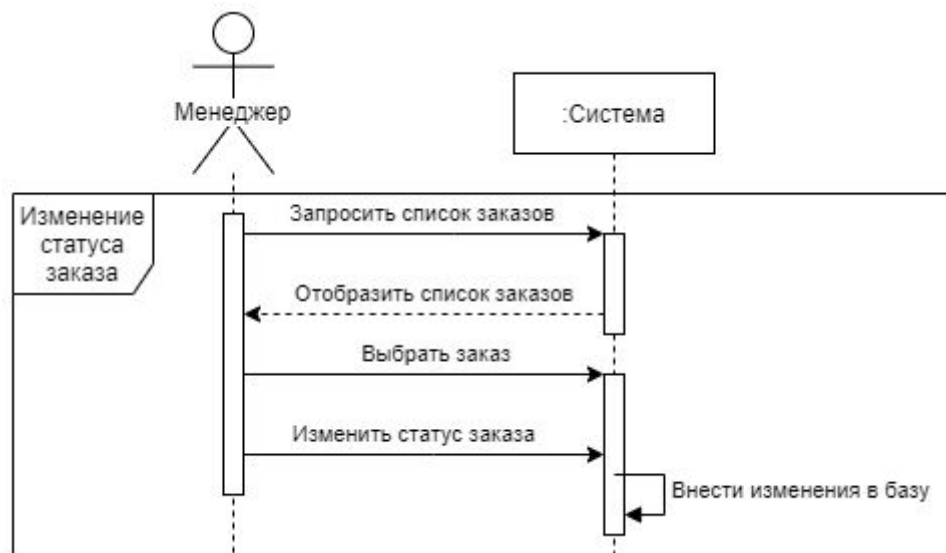 Менеджер
:Система
Изменение
статуса
заказа
Запросить список заказов
Отобразить список заказов
Выбрать заказ
Изменить статус заказа
Внести изменения в базу